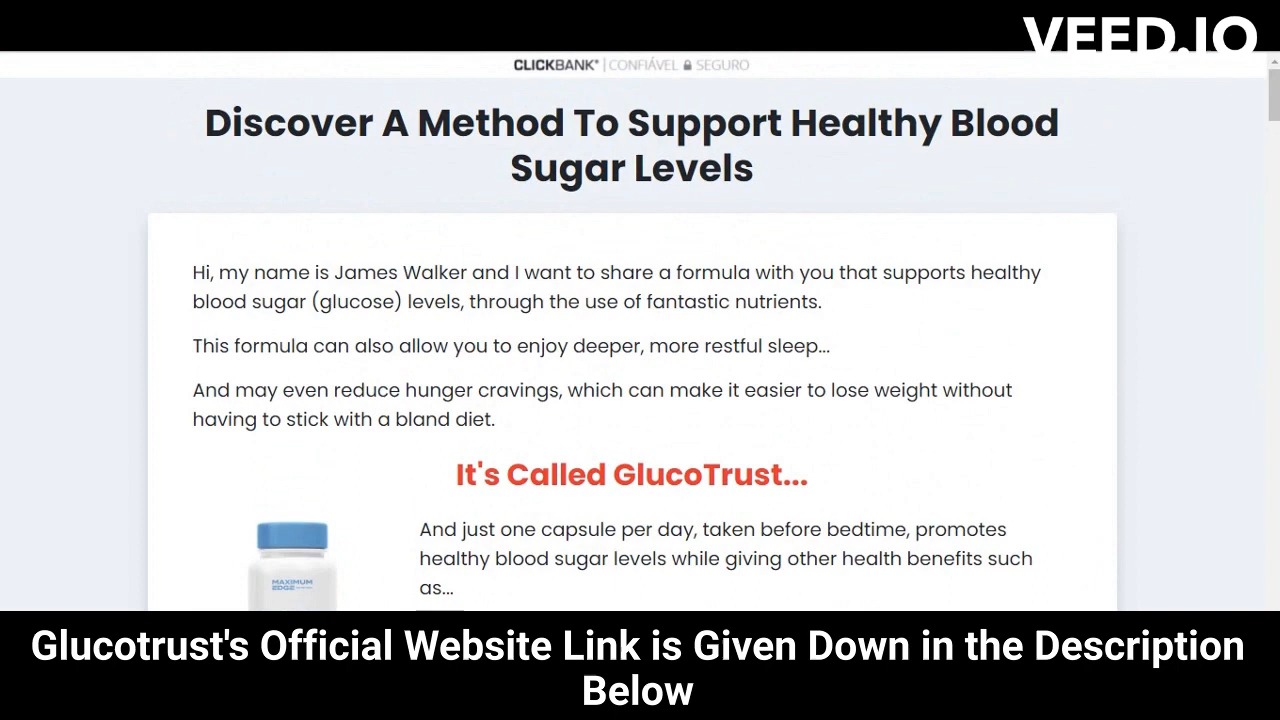 VEED.IO
CLICKBANK® | CONFIÁVEL SEGURO
Discover A Method To Support Healthy Blood
Sugar Levels
Hi, my name is James Walker and I want to share a formula with you that supports healthy
blood sugar (glucose) levels, through the use of fantastic nutrients.
This formula can also allow you to enjoy deeper, more restful sleep...
And may even reduce hunger cravings, which can make it easier to lose weight without
having to stick with a bland diet.
It's Called GlucoTrust...
And just one capsule per day, taken before bedtime, promotes
healthy blood sugar levels while giving other health benefits such
as...
MAXIMUM
EDGE
Glucotrust's Official Website Link is Given Down in the Description
Below